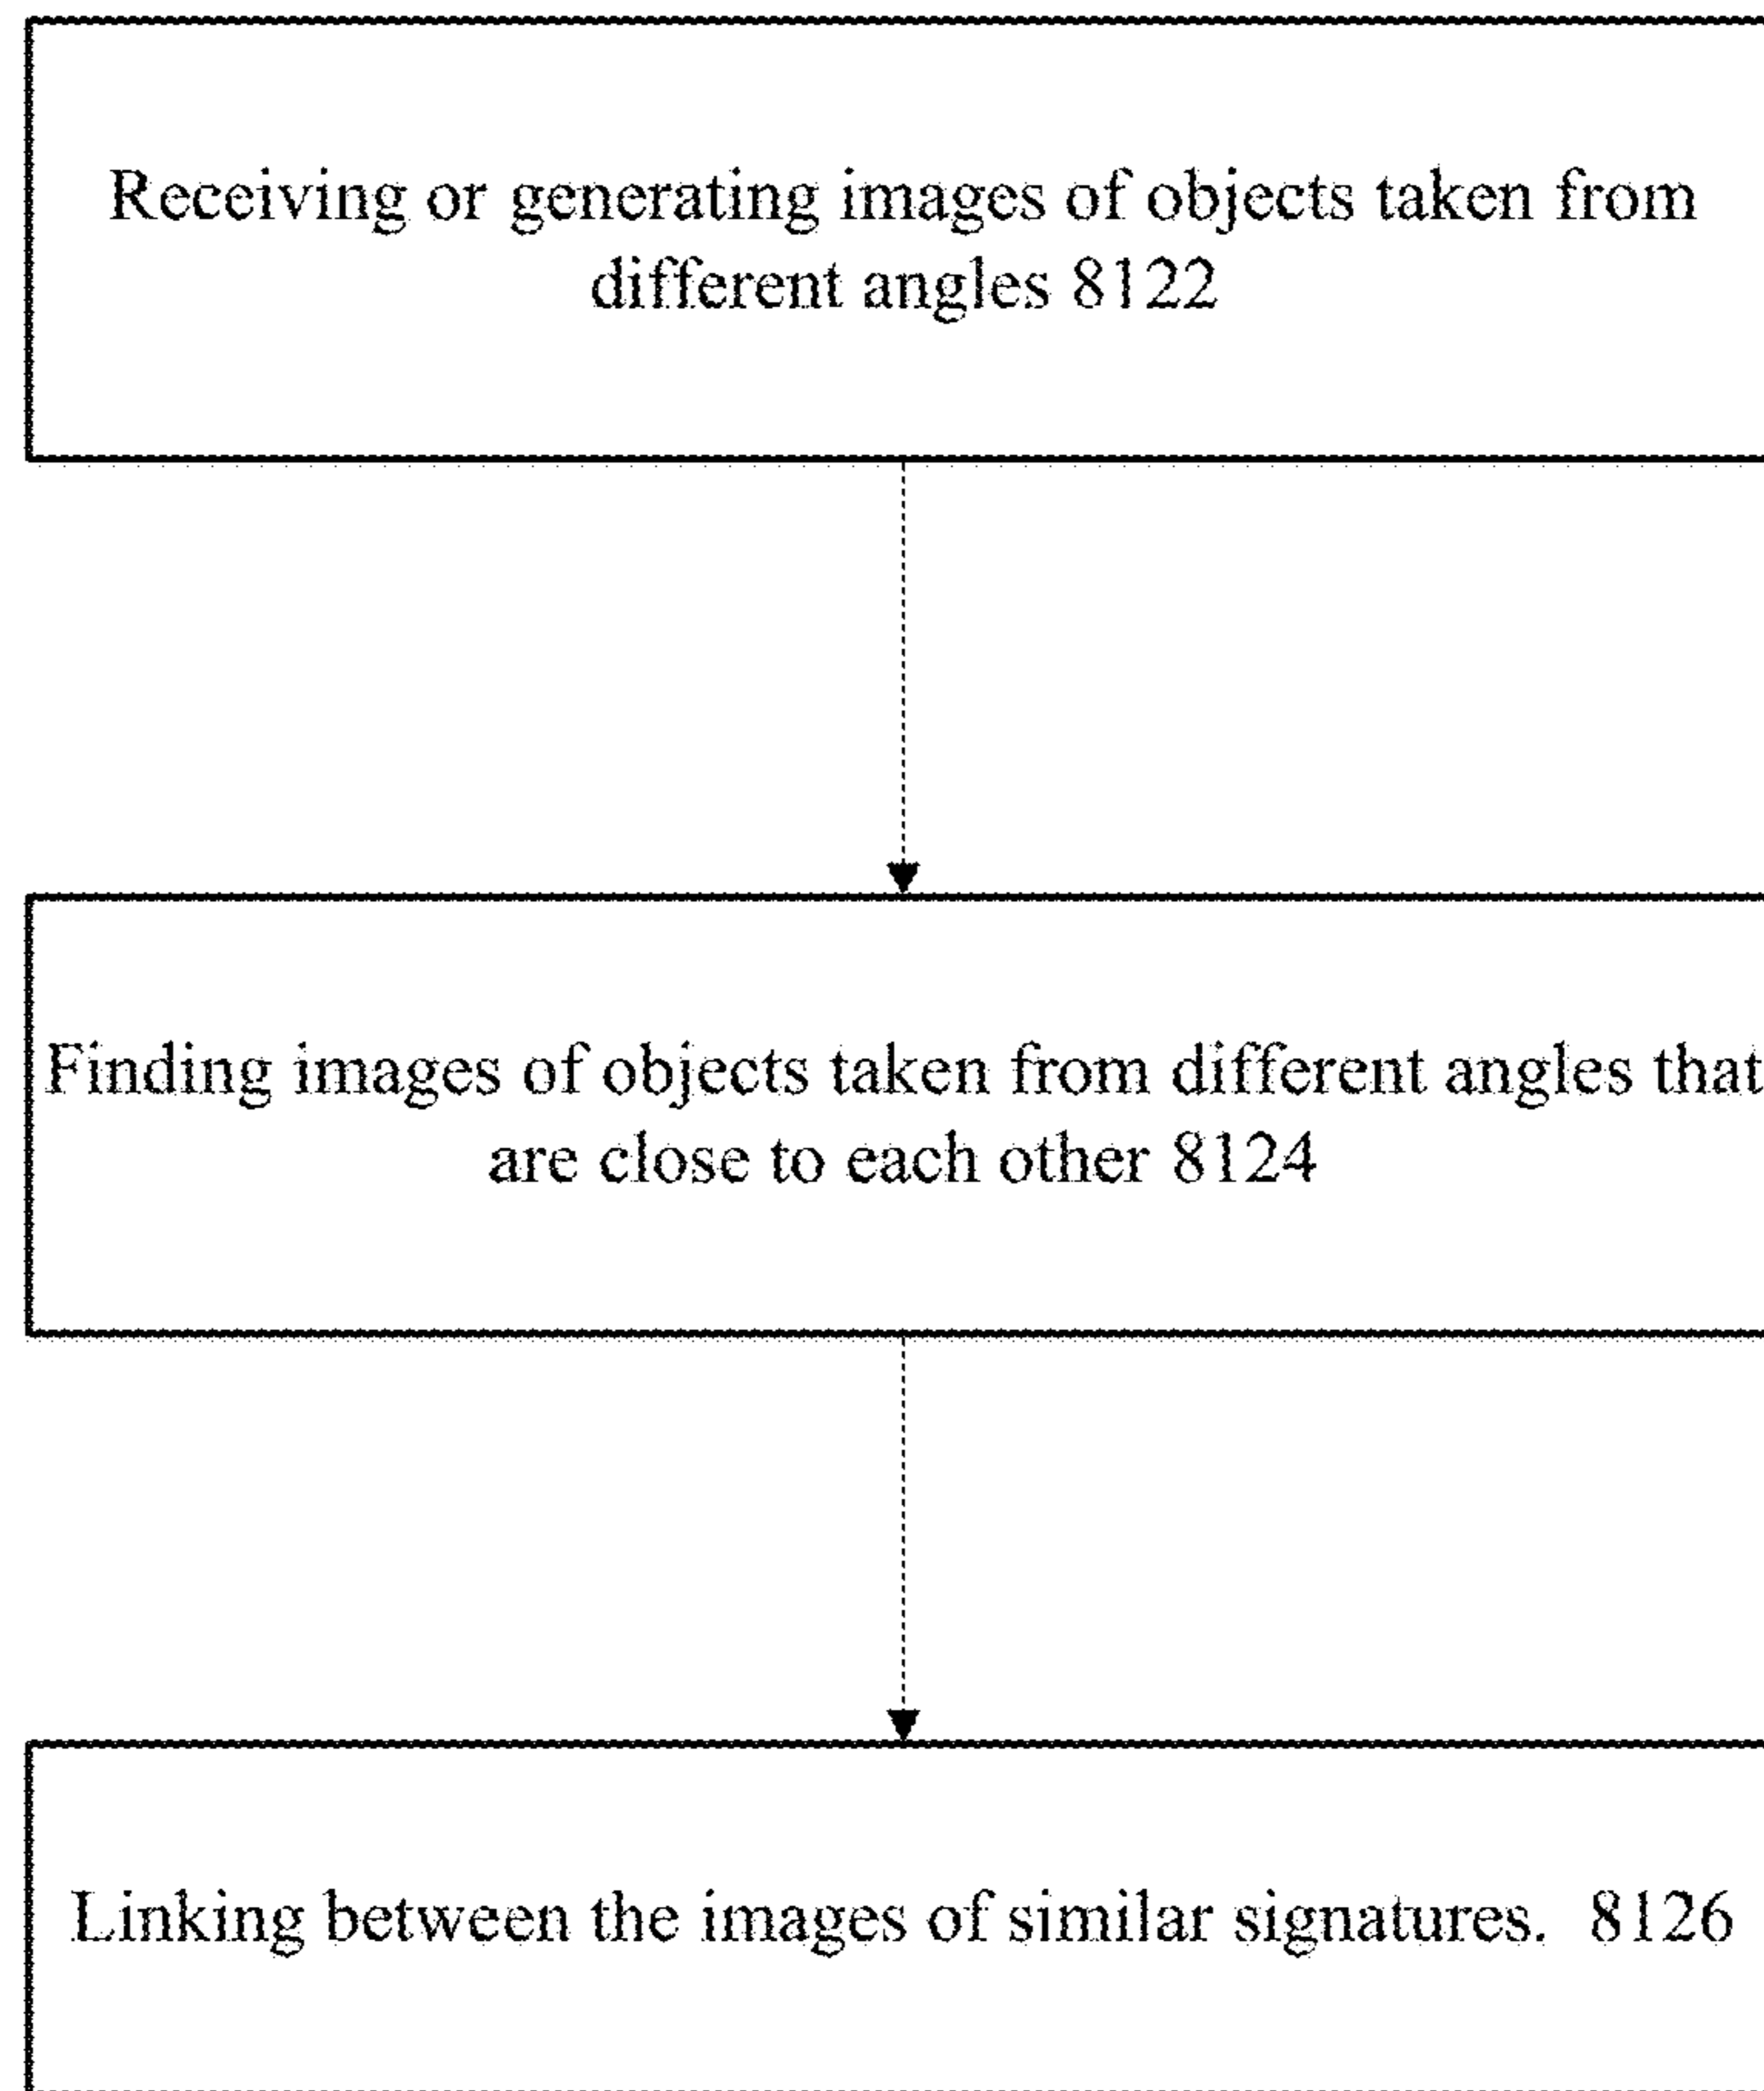 Receiving or generating images of objects taken from
different angles 8122
Finding images of objects taken from different angles that
are close to each other 8124
Linking between the images of similar signatures.  8126